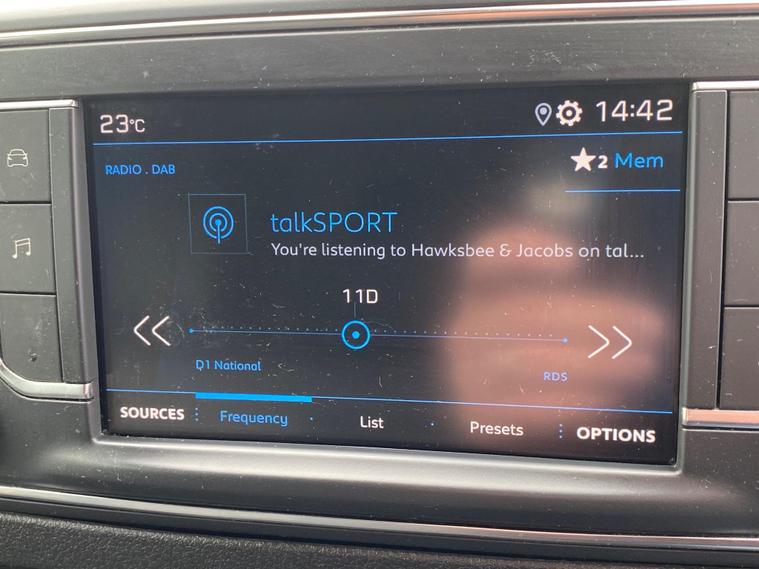 23°C
14:42
RADIO . DAB
2 Mem
talkSPORT
You're listening to Hawksbee & Jacobs on tal...
11D
D1 National
RDS
SOURCES
Frequency
List
Presets
OPTIONS